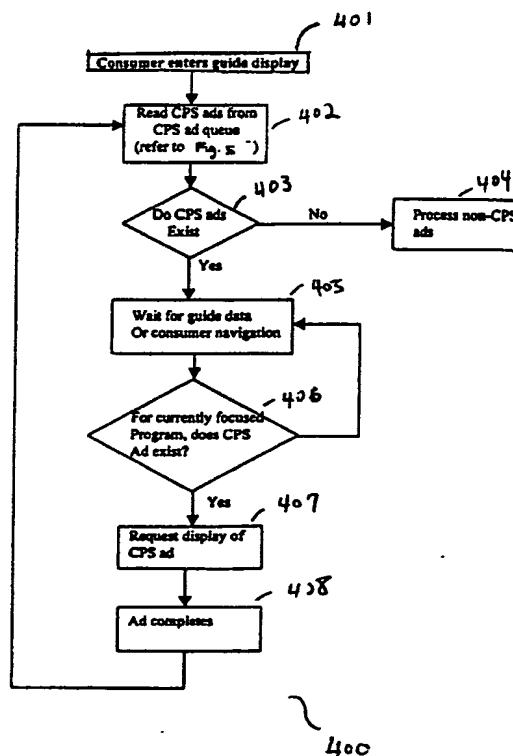 401
Consumer enters guide display
Read CPS ads from
CPS ad queue
(refer to Fig. 5)
402
403
Do CPS ads
Exist
No
404
Process non-CPS
ads
Yes
405
Wait for guide data
Or consumer navigation
406
For currently focused
Program, does CPS
Ad exist?
Yes
407
Request display of
CPS ad
408
Ad completes
400